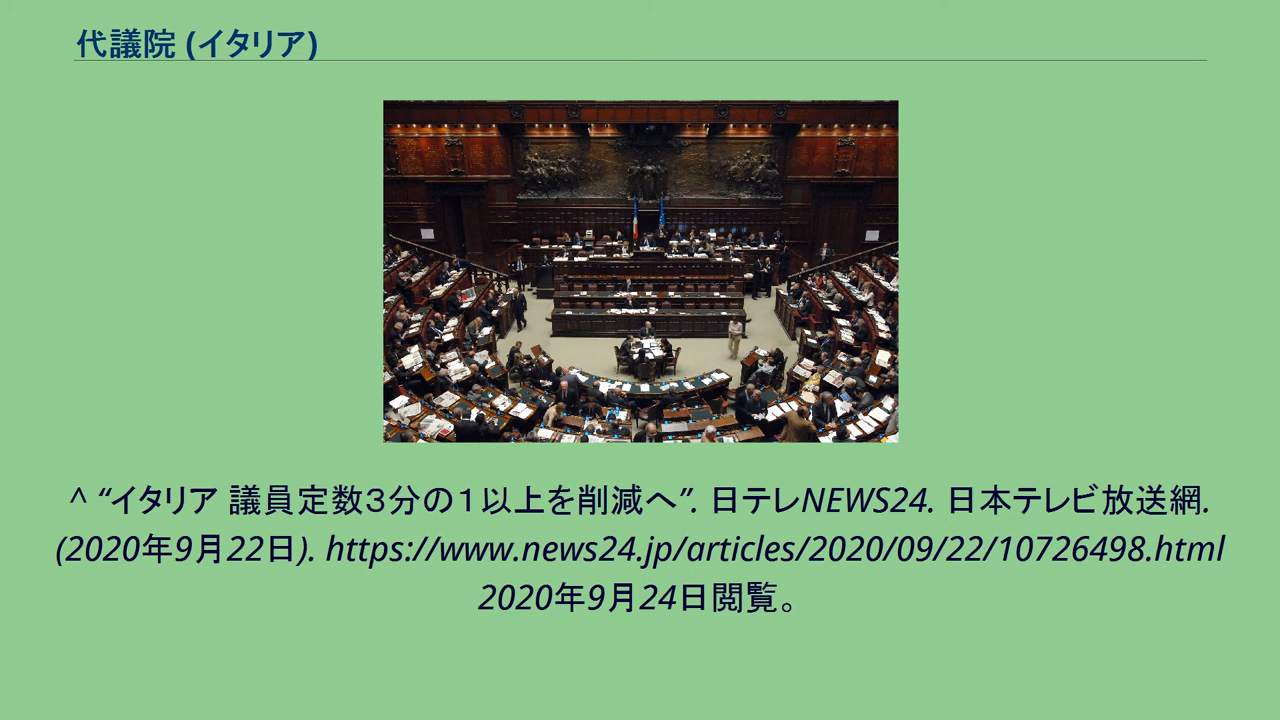 代議院 (イタリア)
^ “イタリア 議員定数３分の１以上を削減へ”. 日テレNEWS24. 日本テレビ放送網.
(2020年9月22日). https://www.news24.jp/articles/2020/09/22/10726498.html
2020年9月24日閲覧。